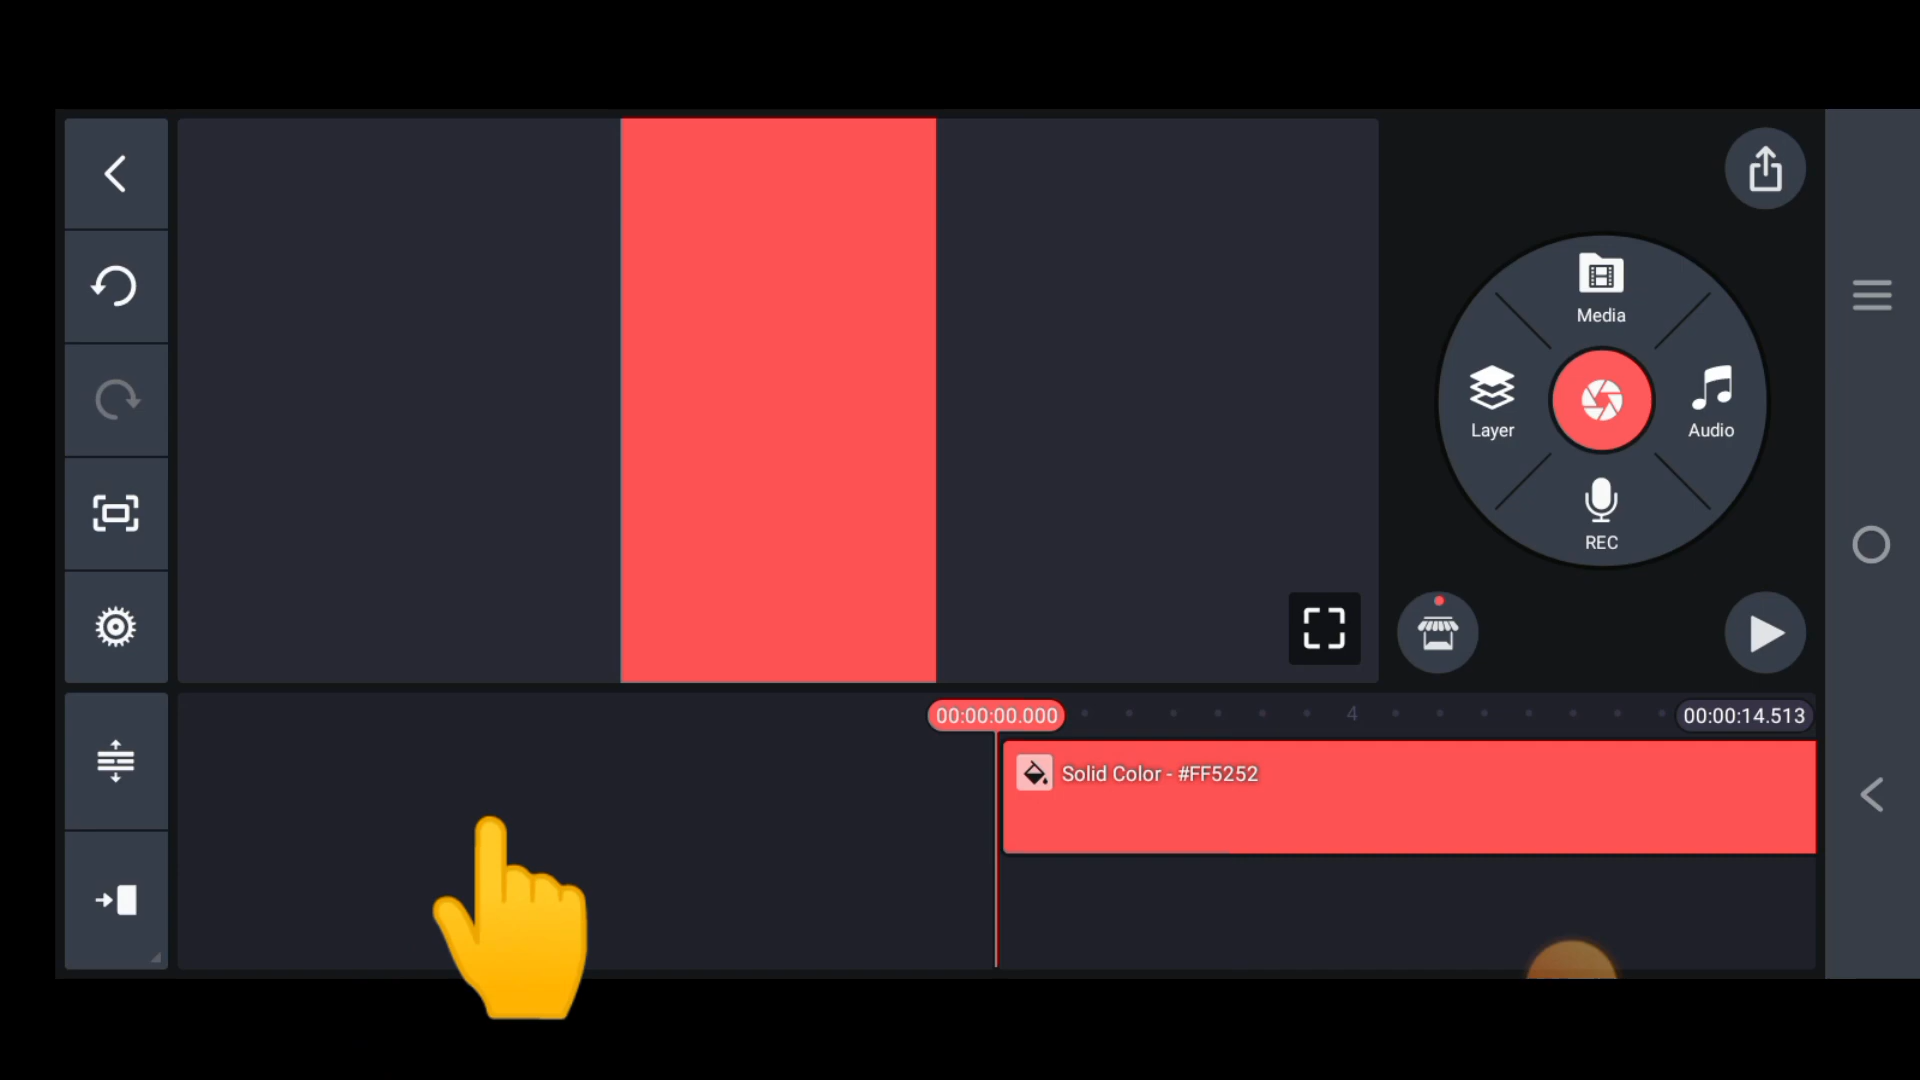 Media
Layer
Audio
REC
00:00:00.000
4
00:00:14.513
Solid Color - #FF5252